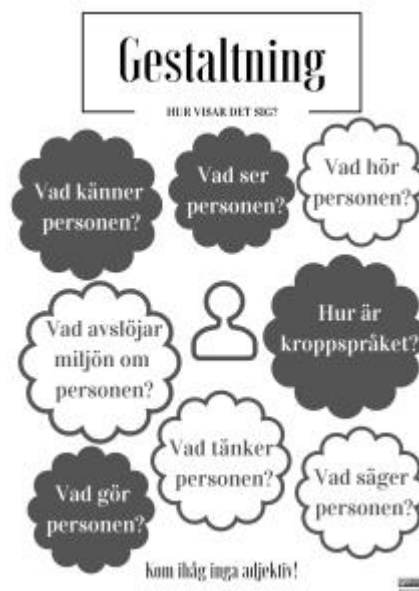 Gestaltning
HUR VISAR DET SIG?
Vad känner
personen?
Vad ser
personen?
Vad hör
personen?
Vad avslöjar
miljön om
personen?
Hur är
kroppspråket?
Vad tänker
personen?
Vad gör
personen?
Vad säger
personen?
Kom ihåg inga adjektiv!